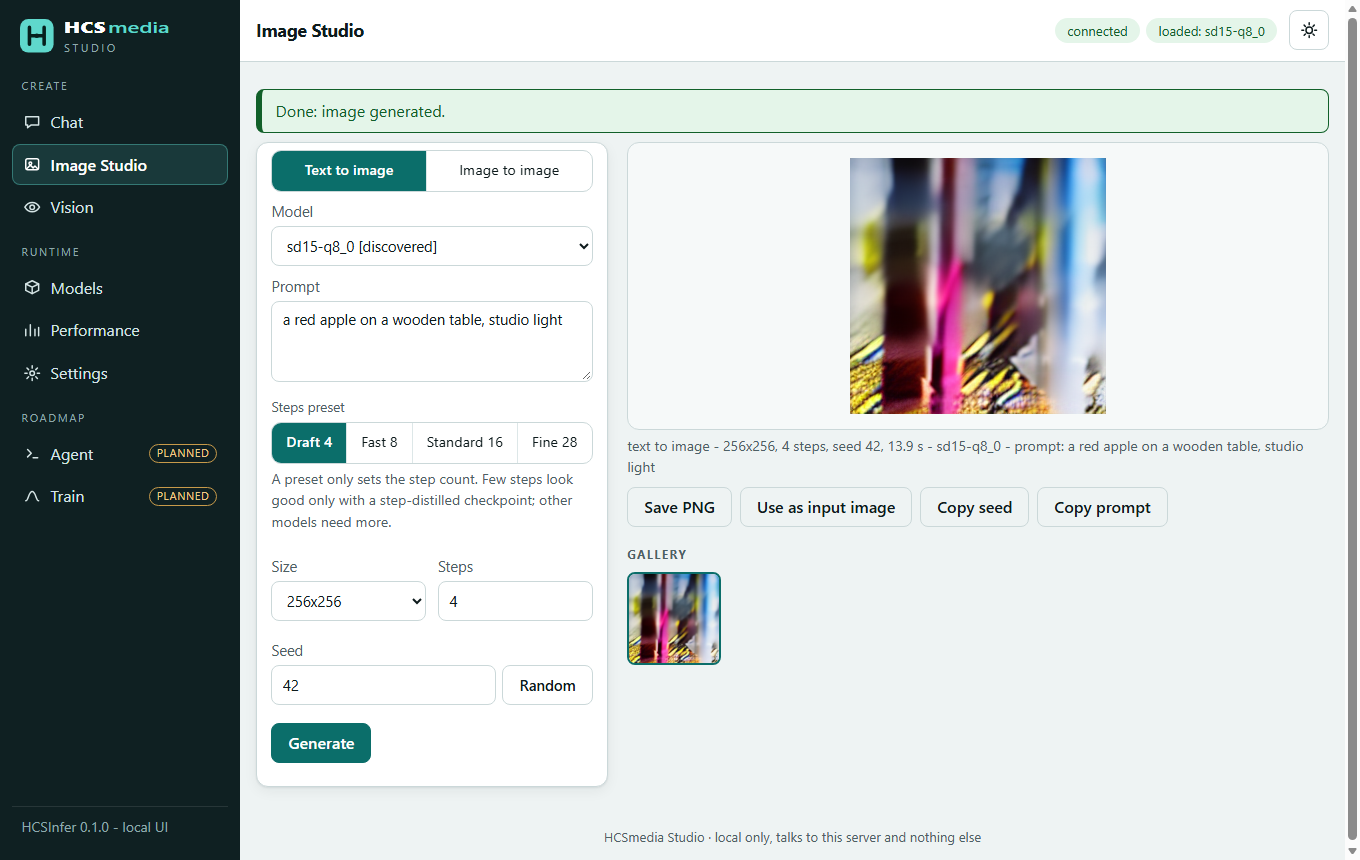 H HCSmedia
STUDIO
CREATE
Chat
Image Studio
Vision
RUNTIME
Models
Performance
Settings
ROADMAP
Agent PLANNED
Train PLANNED
HCSInfer 0.1.0 - local UI
Image Studio
connected loaded: sd15-q8_0
Done: image generated.
Text to image Image to image
Model
sd15-q8_0 [discovered]
Prompt
a red apple on a wooden table, studio light
Steps preset
Draft 4 Fast 8 Standard 16 Fine 28
A preset only sets the step count. Few steps look
good only with a step-distilled checkpoint; other
models need more.
Size Steps
256x256 4
Seed
42 Random
Generate
text to image - 256x256, 4 steps, seed 42, 13.9 s - sd15-q8_0 - prompt: a red apple on a wooden table, studio
light
Save PNG Use as input image Copy seed Copy prompt
GALLERY
HCSmedia Studio · local only, talks to this server and nothing else